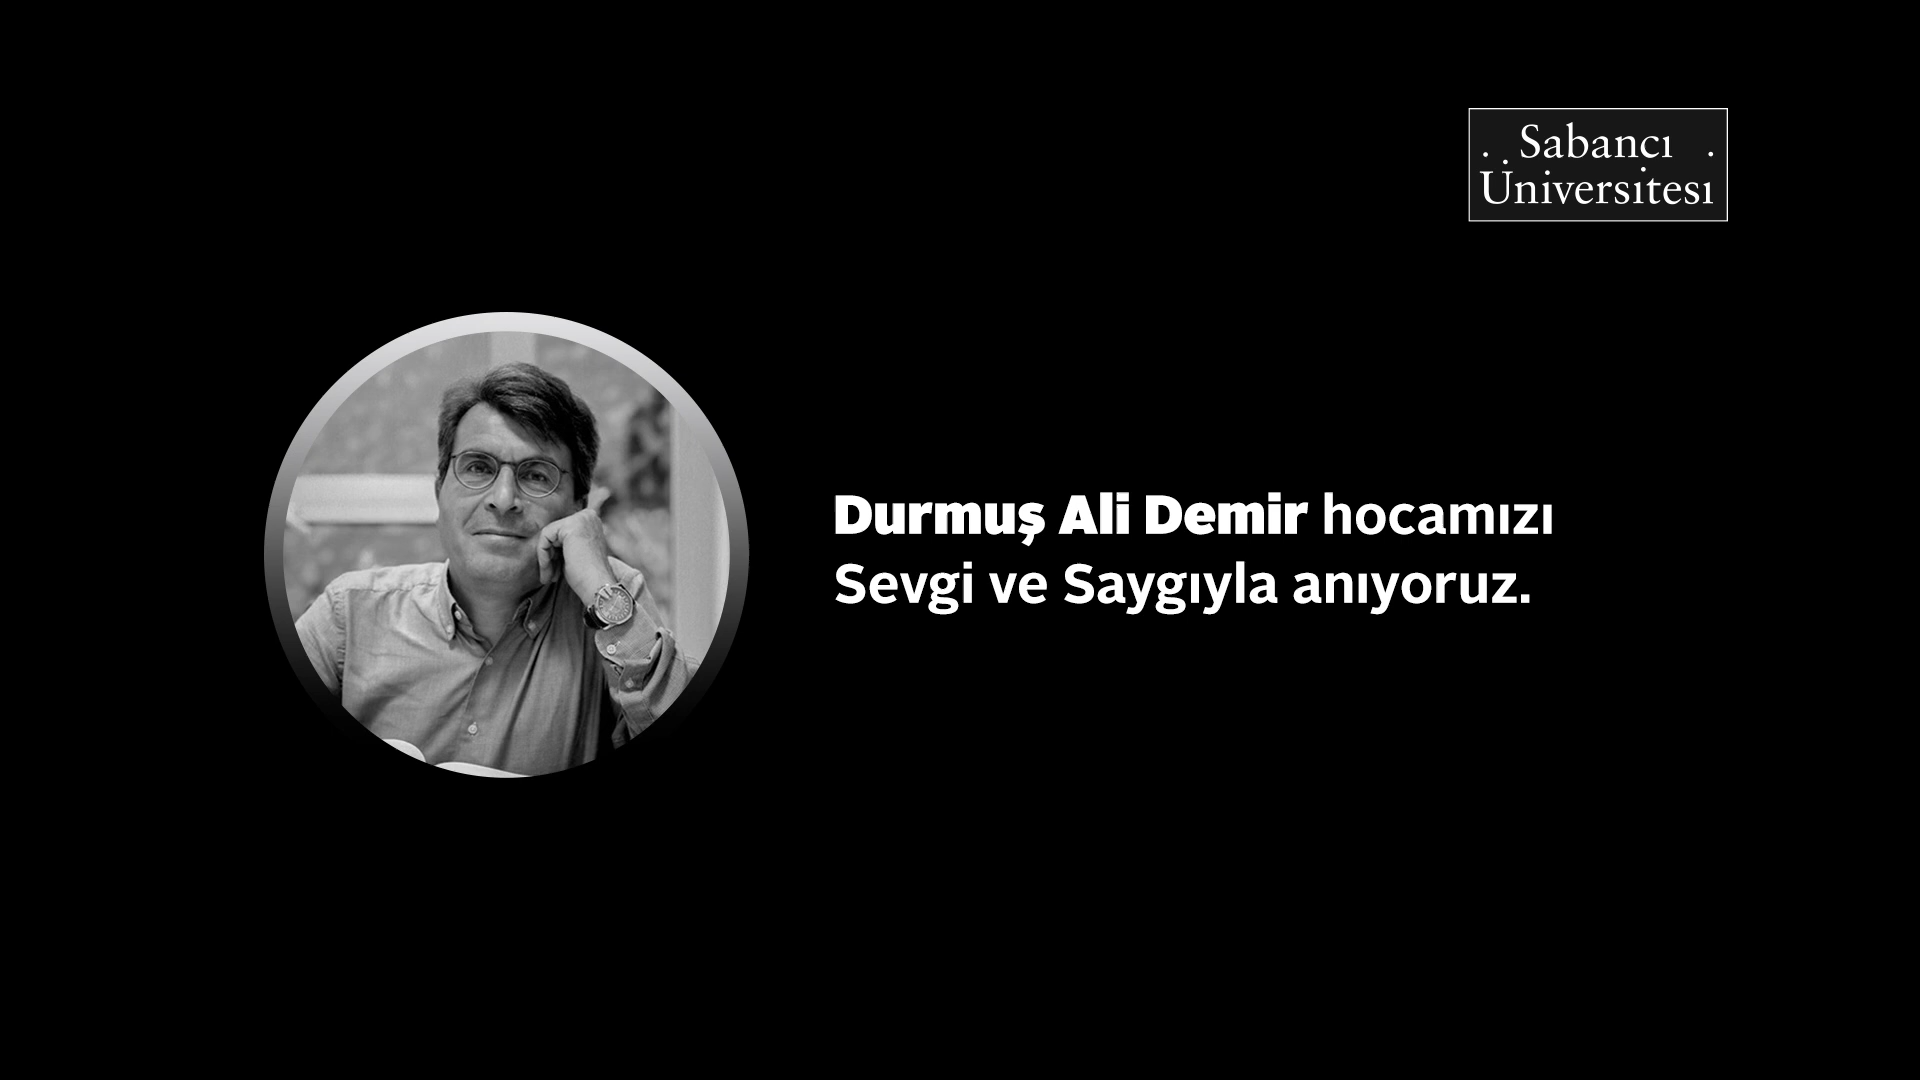 Sabancı
Üniversitesi
Durmuş Ali Demir hocamızı
Sevgi ve Saygıyla anıyoruz.